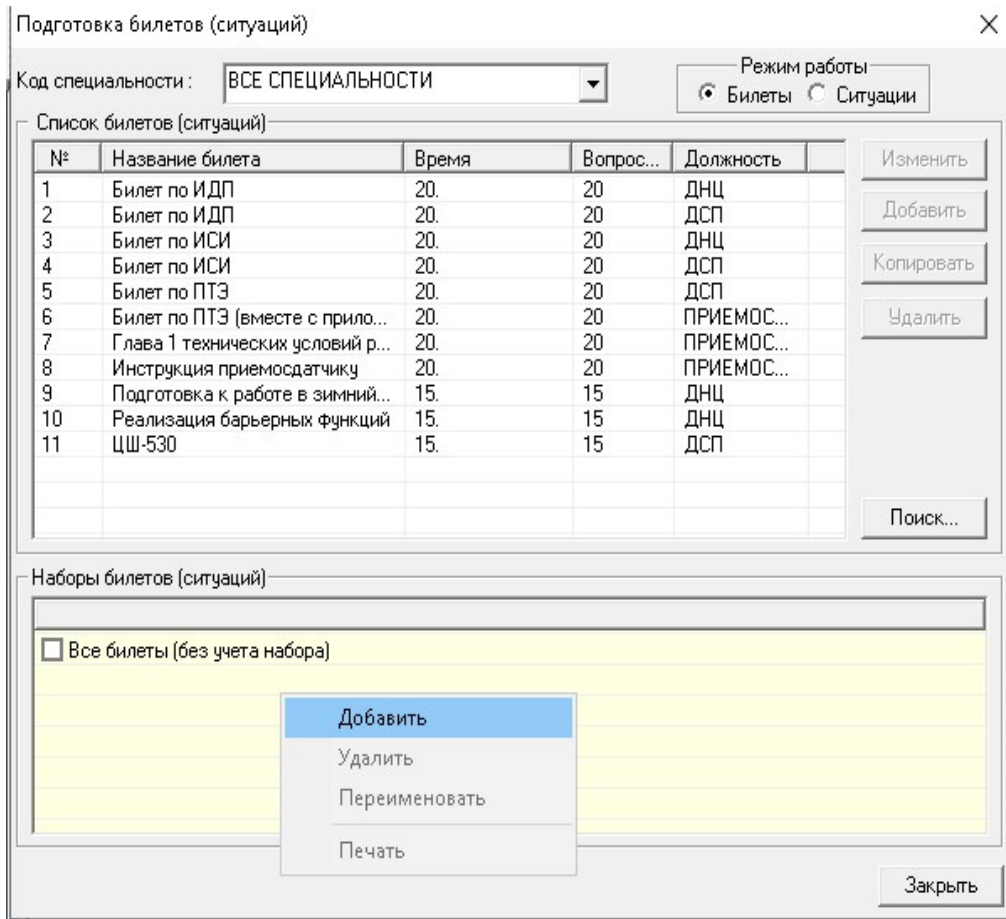 Подготовка билетов (ситуаций)
Код специальности : ВСЕ СПЕЦИАЛЬНОСТИ
Режим работы
Билеты Ситуации
Список билетов (ситуаций)
№ Название билета Время Вопрос... Должность
1 Билет по ИДП 20. 20 ДНЦ
2 Билет по ИДП 20. 20 ДСП
3 Билет по ИСИ 20. 20 ДНЦ
4 Билет по ИСИ 20. 20 ДСП
5 Билет по ПТЭ 20. 20 ДСП
6 Билет по ПТЭ (вместе с прило... 20. 20 ПРИЕМОС...
7 Глава 1 технических условий р... 20. 20 ПРИЕМОС...
8 Инструкция приемосдатчику 20. 20 ПРИЕМОС...
9 Подготовка к работе в зимний... 15. 15 ДНЦ
10 Реализация барьерных функций 15. 15 ДНЦ
11 ЦШ-530 15. 15 ДСП
Изменить
Добавить
Копировать
Удалить
Поиск...
Наборы билетов (ситуаций)
Все билеты (без учета набора)
Добавить
Удалить
Переименовать
Печать
Закрыть